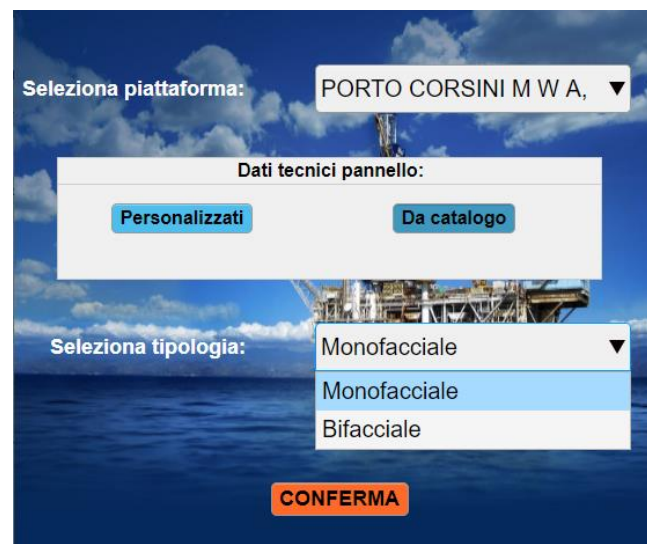 Seleziona piattaforma:
PORTO CORSINI M W A,
Dati tecnici pannello:
Personalizzati
Da catalogo
Seleziona tipologia:
Monofacciale
Monofacciale
Bifacciale
CONFERMA